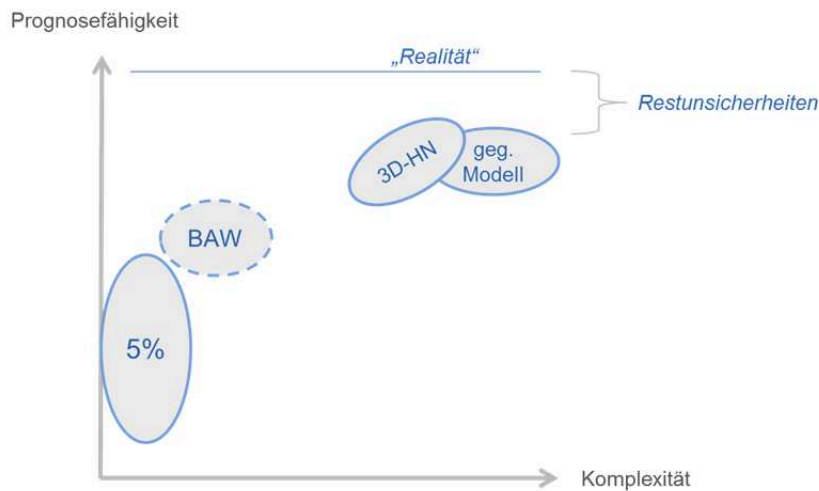 Prognosefähigkeit
„Realität“
Restunsicherheiten
3D-HN
geg.
Modell
BAW
5%
Komplexität